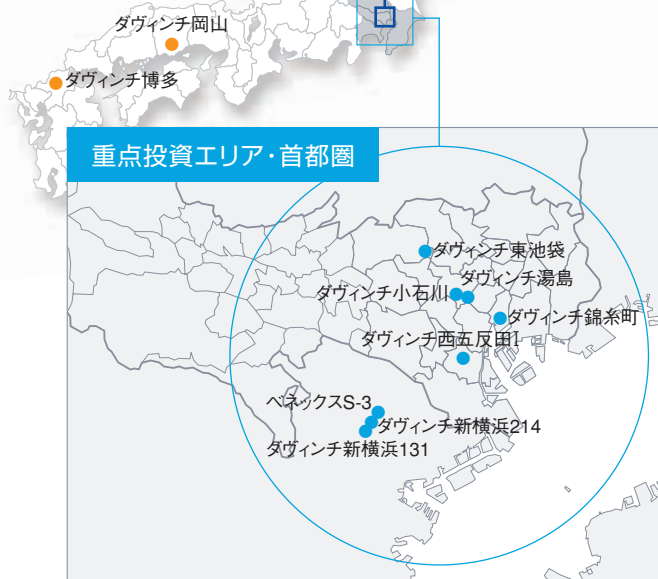 ダヴィンチ岡山
ダヴィンチ博多
重点投資エリア・首都圏
ダヴィンチ東池袋
ダヴィンチ湯島
ダヴィンチ小石川
ダヴィンチ錦糸町
ダヴィンチ西五反田I
ベネックスS-3
ダヴィンチ新横浜214
ダヴィンチ新横浜131